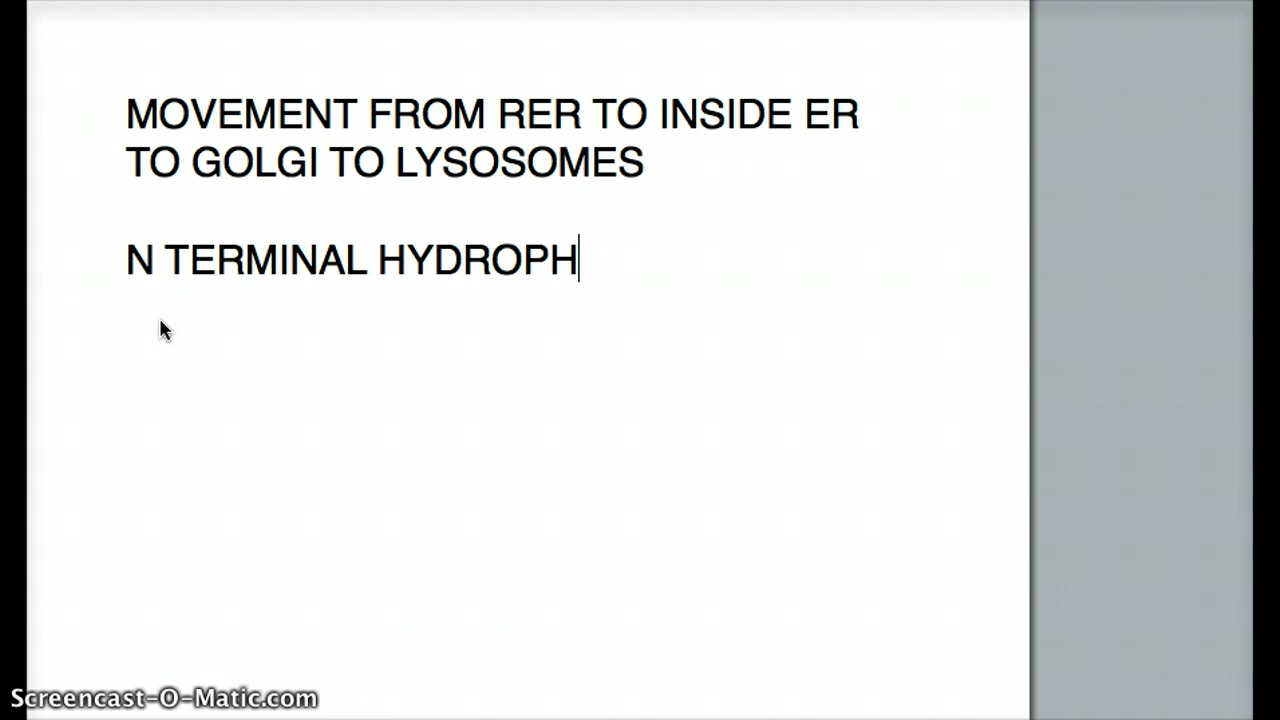 MOVEMENT FROM RER TO INSIDE ER
TO GOLGI TO LYSOSOMES
N TERMINAL HYDROPH
Screencast-O-Matic.com